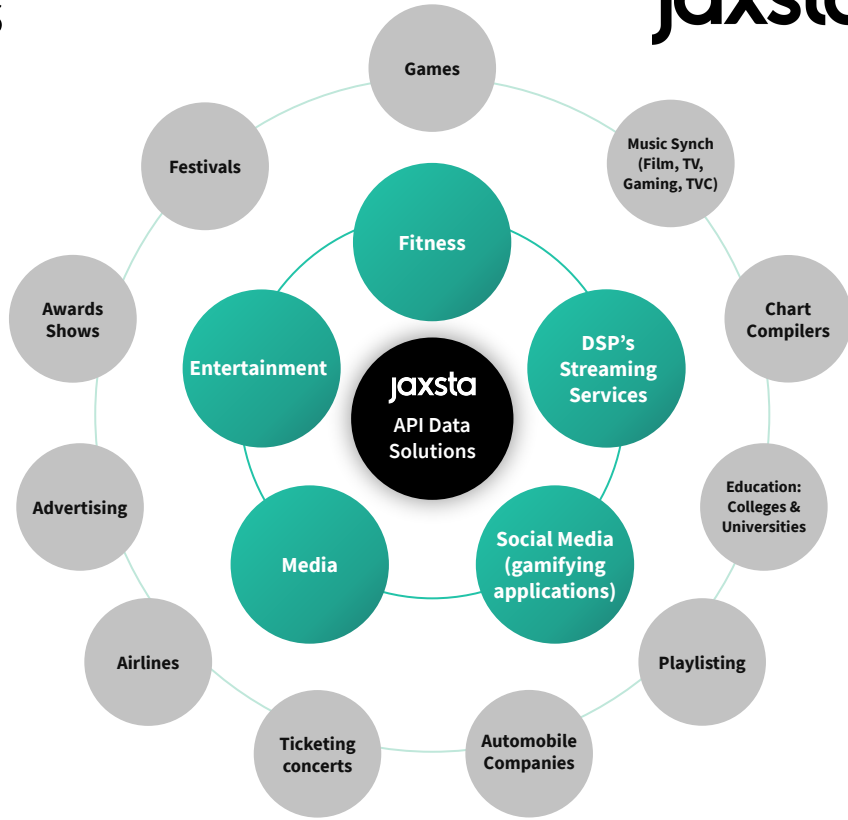 s
jaxsta
Games
Music Synch
(Film, TV,
Gaming, TVC)
Festivals
Fitness
Awards
Shows
Chart
Compilers
Entertainment
DSP’s
Streaming
Services
jaxsta
API Data
Solutions
Advertising
Education:
Colleges &
Universities
Media
Social Media
(gamifying
applications)
Airlines
Playlisting
Ticketing
concerts
Automobile
Companies